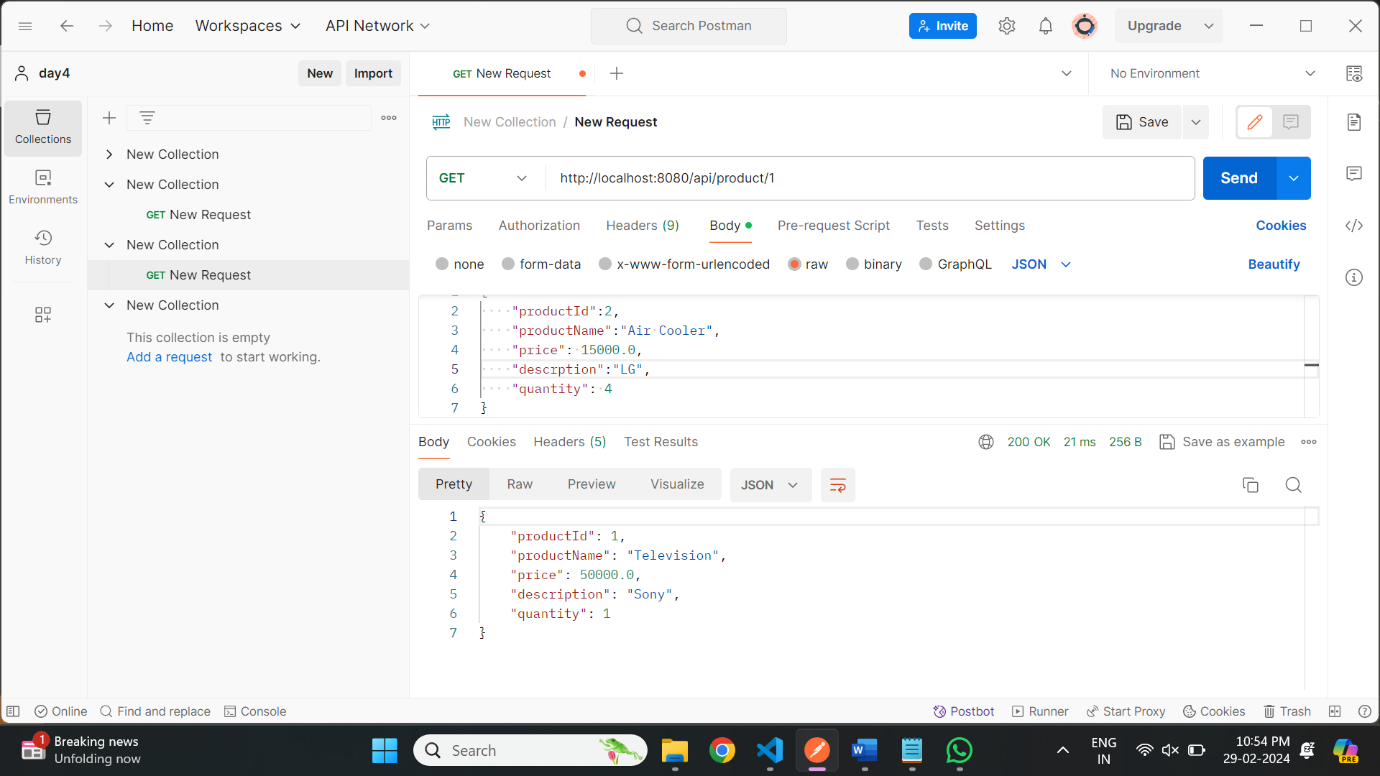 Home Workspaces API Network Search Postman Invite Upgrade
day4 New Import GET New Request No Environment
Collections
Environments
History
New Collection
New Collection
GET New Request
New Collection
GET New Request
New Collection
This collection is empty
Add a request to start working.
HTTP New Collection / New Request Save
GET http://localhost:8080/api/product/1 Send
Params Authorization Headers (9) Body Pre-request Script Tests Settings Cookies
none form-data x-www-form-urlencoded raw binary GraphQL JSON Beautify
2 "productId":2,
3 "productName":"Air Cooler",
4 "price": 15000.0,
5 "descrption":"LG",
6 "quantity": 4
7 }
Body Cookies Headers (5) Test Results 200 OK 21 ms 256 B Save as example
Pretty Raw Preview Visualize JSON
1 {
2 "productId": 1,
3 "productName": "Television",
4 "price": 50000.0,
5 "description": "Sony",
6 "quantity": 1
7 }
Online Find and replace Console Postbot Runner Start Proxy Cookies Trash
1 Breaking news
Unfolding now
Search
ENG
IN
10:54 PM
29-02-2024
PRE